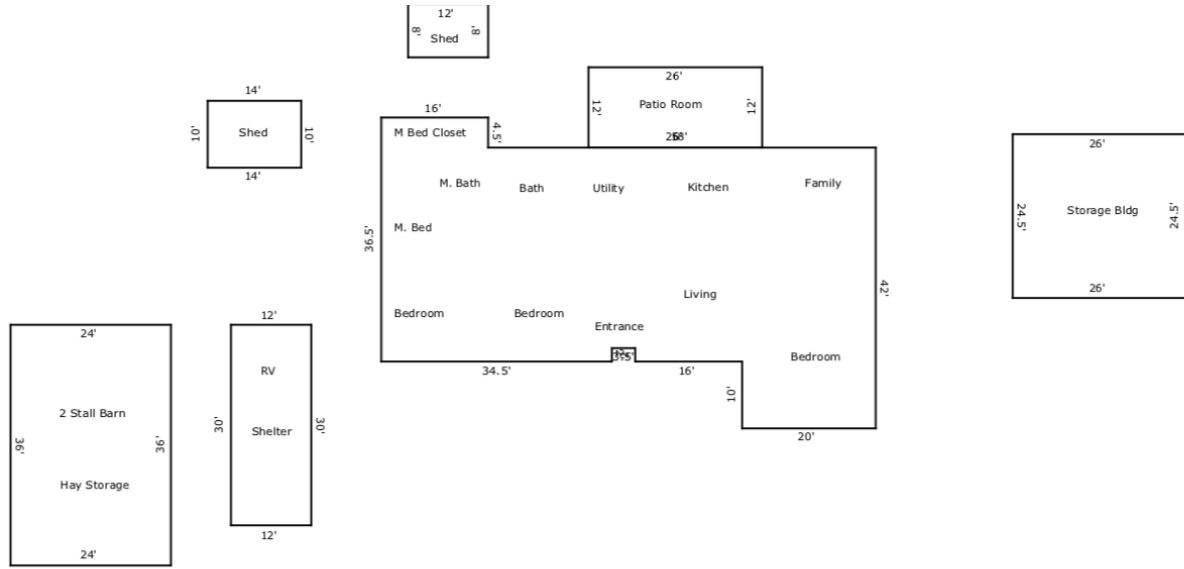 12'
8'
8'
Shed
26'
12'
Patio Room
12'
14'
10'
Shed
10'
14'
16'
M Bed Closet
4.5'
26'
24.5'
Storage Bldg
24.5'
26'
M. Bath
Bath
Utility
Kitchen
Family
36.5'
M. Bed
Living
42'
Bedroom
Bedroom
Entrance
Bedroom
34.5'
3.5'
16'
10'
20'
24'
2 Stall Barn
36'
36'
Hay Storage
24'
12'
RV
30'
Shelter
30'
12'